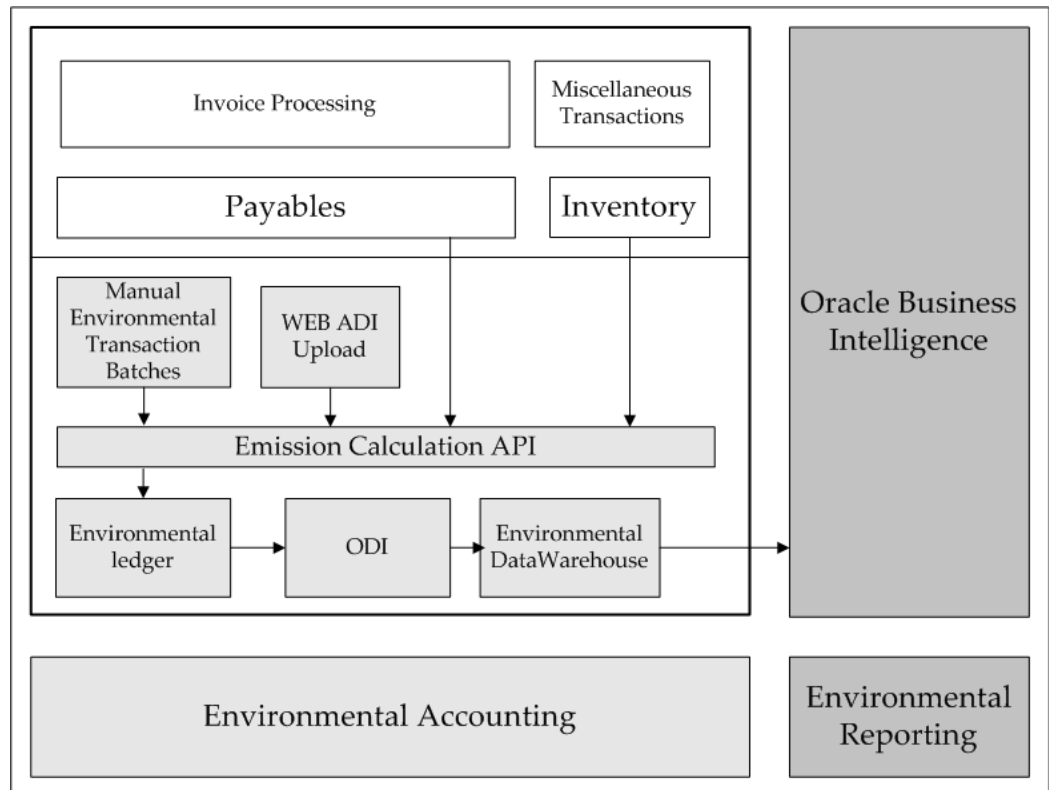 Invoice Processing
Miscellaneous
Transactions
Payables
Inventory
Manual
Environmental
Transaction
Batches
WEB ADI
Upload
Emission Calculation API
Environmental
ledger
ODI
Environmental
DataWarehouse
Oracle Business
Intelligence
Environmental Accounting
Environmental
Reporting